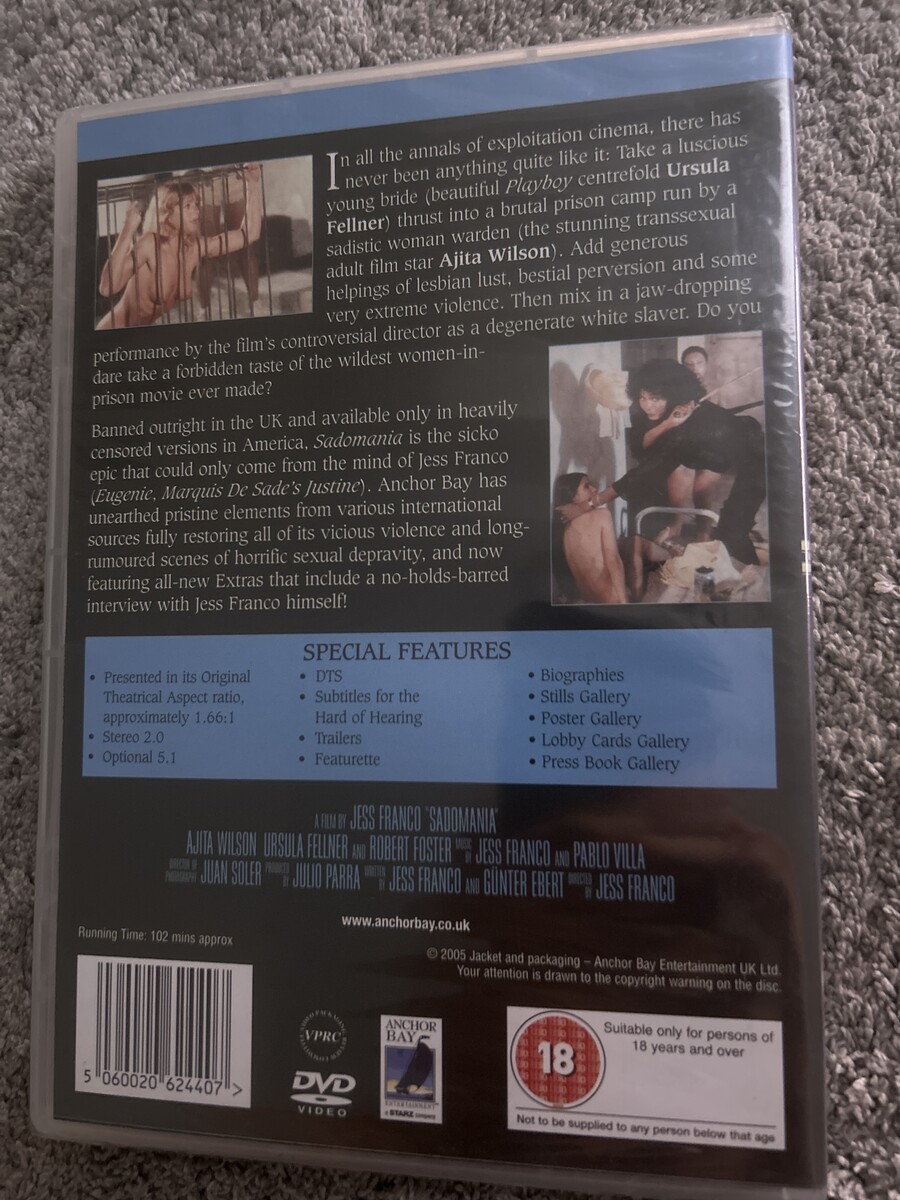 In all the annals of exploitation cinema, there has
never been anything quite like it: Take a luscious
young bride (beautiful Playboy centrefold Ursula
Fellner) thrust into a brutal prison camp run by a
sadistic woman warden (the stunning transsexual
adult film star Ajita Wilson). Add generous
helpings of lesbian lust, bestial perversion and some
very extreme violence. Then mix in a jaw-dropping
performance by the film's controversial director as a degenerate white slaver. Do you
dare take a forbidden taste of the wildest women-in-
prison movie ever made?
Banned outright in the UK and available only in heavily
censored versions in America, Sadomania is the sicko
epic that could only come from the mind of Jess Franco
(Eugenie, Marquis De Sade's Justine). Anchor Bay has
unearthed pristine elements from various international
sources fully restoring all of its vicious violence and long-
rumoured scenes of horrific sexual depravity, and now
featuring all-new Extras that include a no-holds-barred
interview with Jess Franco himself!
SPECIAL FEATURES
• Presented in its Original
Theatrical Aspect ratio,
approximately 1.66:1
• Stereo 2.0
• Optional 5.1
• DTS
• Subtitles for the
Hard of Hearing
• Trailers
• Featurette
• Biographies
• Stills Gallery
• Poster Gallery
• Lobby Cards Gallery
• Press Book Gallery
A FILM BY JESS FRANCO "SADOMANIA"
AJITA WILSON URSULA FELLNER AND ROBERT FOSTER MUSIC BY JESS FRANCO AND PABLO VILLA
DIRECTOR OF PHOTOGRAPHY JUAN SOLER PRODUCED BY JULIO PARRA WRITTEN BY JESS FRANCO AND GÜNTER EBERT DIRECTED BY JESS FRANCO
www.anchorbay.co.uk
Running Time: 102 mins approx
© 2005 Jacket and packaging – Anchor Bay Entertainment UK Ltd.
Your attention is drawn to the copyright warning on the disc.
5 060020 624407 >
VPRC
DVD
VIDEO
ANCHOR
BAY
ENTERTAINMENT
a STARZ company
18
Suitable only for persons of
18 years and over
Not to be supplied to any person below that age